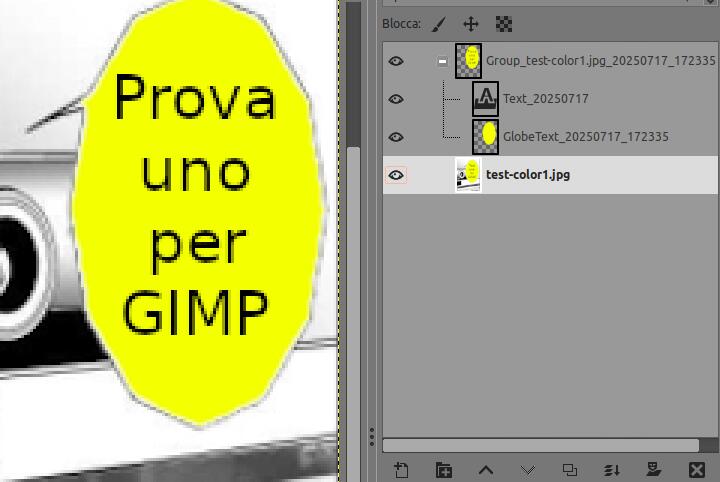 Prova
uno
per
GIMP
Blocca:
Group_test-color1.jpg_20250717_172335
Text_20250717
GlobeText_20250717_172335
test-color1.jpg